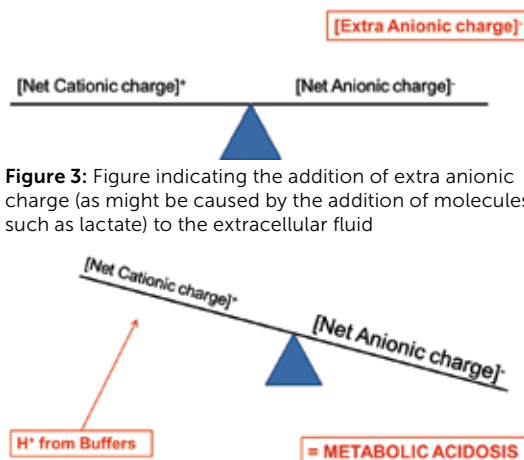 [Extra Anionic charge]⁻
[Net Cationic charge]⁺ [Net Anionic charge]⁻
Figure 3: Figure indicating the addition of extra anionic
charge (as might be caused by the addition of molecules
such as lactate) to the extracellular fluid
[Net Cationic charge]⁺
[Net Anionic charge]⁻
H⁺ from Buffers
= METABOLIC ACIDOSIS